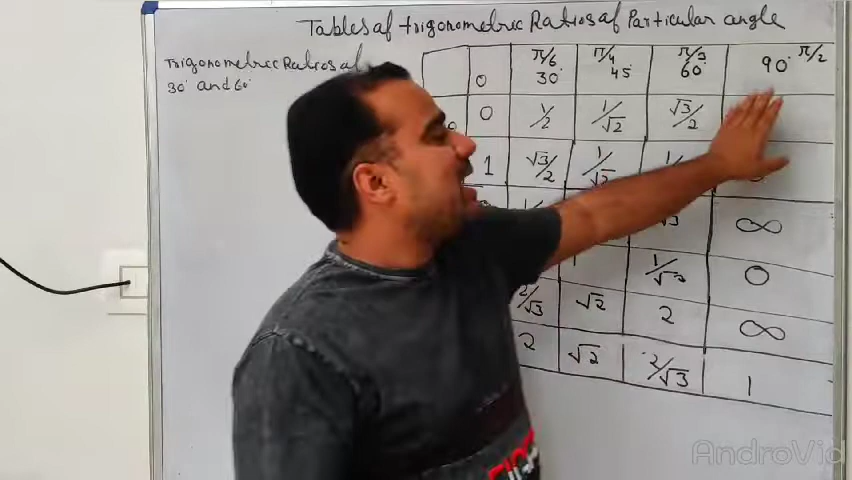 Tables of trigonometric Ratios of Particular angle
Trigonometric Ratios of
30° and 60°
0 π/6 30° π/4 45° π/3 60° 90° π/2
0 1/2 1/√2 √3/2
1 √3/2 1/√2
√3 ∞
1/√3 0
2/√3 √2 2 ∞
2 √2 2/√3 1
AndroVid